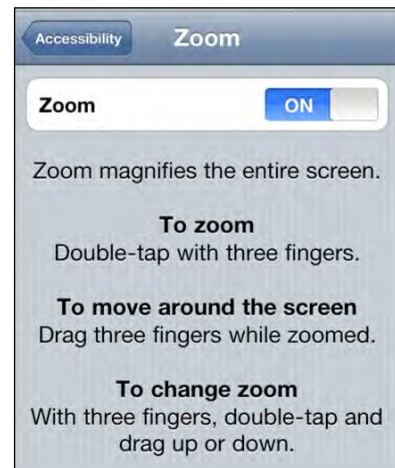 Accessibility
Zoom
Zoom ON
Zoom magnifies the entire screen.
To zoom
Double-tap with three fingers.
To move around the screen
Drag three fingers while zoomed.
To change zoom
With three fingers, double-tap and
drag up or down.